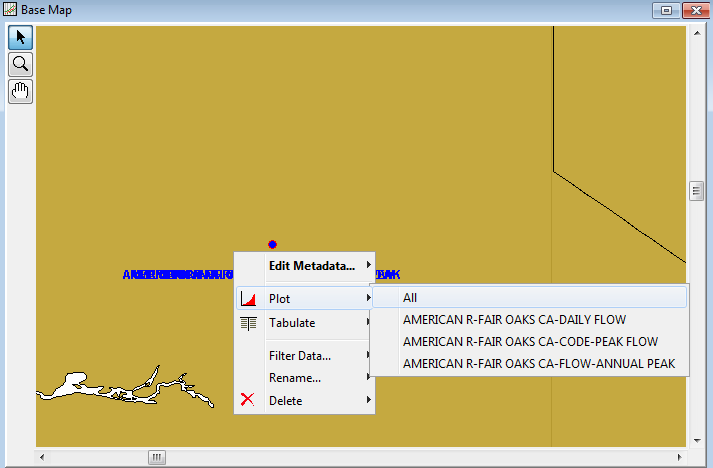 Base Map
Edit Metadata...
Plot
Tabulate
Filter Data...
Rename...
Delete
All
AMERICAN R-FAIR OAKS CA-DAILY FLOW
AMERICAN R-FAIR OAKS CA-CODE-PEAK FLOW
AMERICAN R-FAIR OAKS CA-FLOW-ANNUAL PEAK